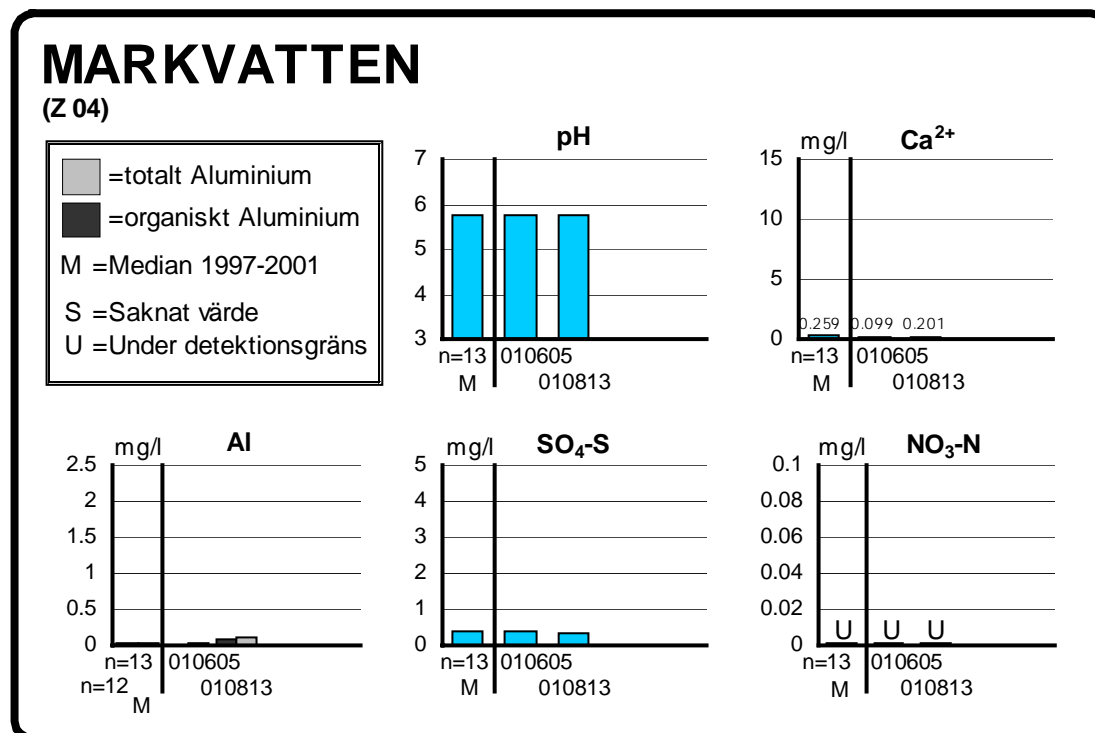 MARKVATTEN
(Z 04)
=totalt Aluminium
=organiskt Aluminium
M =Median 1997-2001
S =Saknat värde
U =Under detektionsgräns
pH
7
6
5
4
3
n=13 010605
M 010813
mg/l Ca²⁺
15
10
5
0
0.259 0.099 0.201
n=13 010605
M 010813
mg/l Al
2.5
2
1.5
1
0.5
0
n=13 010605
n=12 010813
M
mg/l SO₄-S
5
4
3
2
1
0
n=13 010605
M 010813
mg/l NO₃-N
0.1
0.08
0.06
0.04
0.02
0
U U U
n=13 010605
M 010813